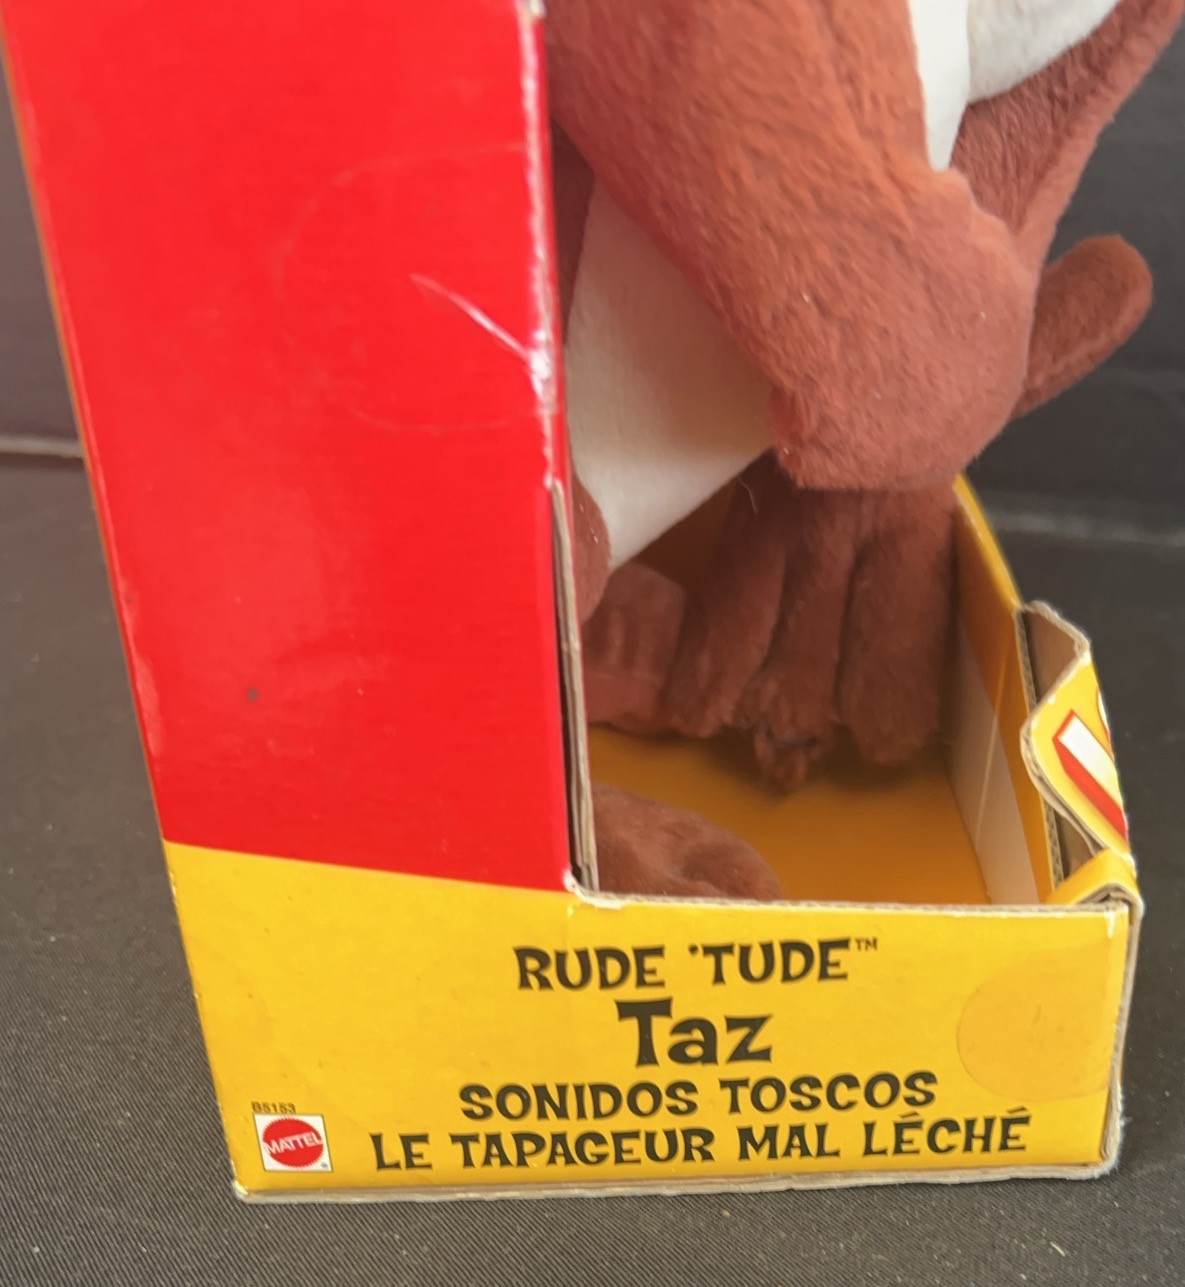 RUDE 'TUDE™
Taz
SONIDOS TOSCOS
LE TAPAGEUR MAL LÉCHÉ
B5153
MATTEL